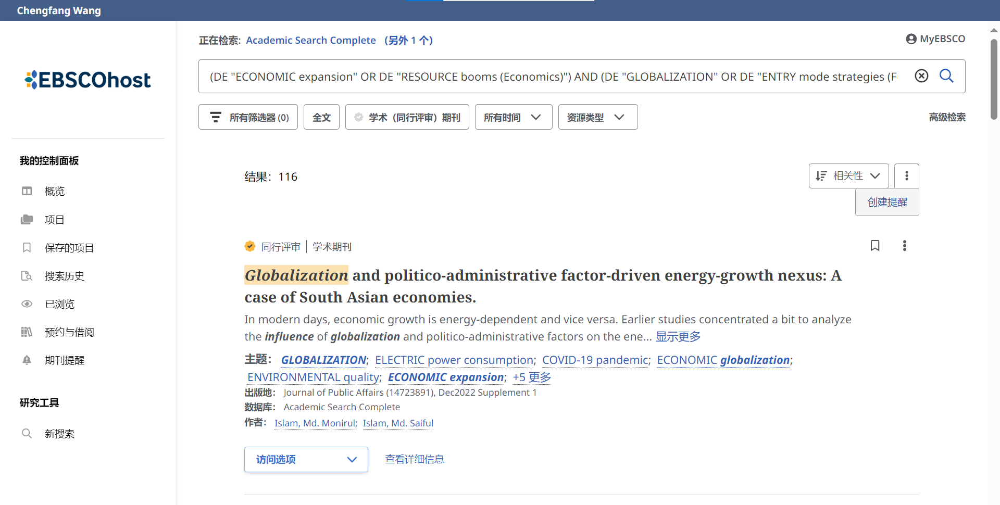 Chengfang Wang
正在检索: Academic Search Complete (另外 1 个)
MyEBSCO
EBSCOhost
(DE "ECONOMIC expansion" OR DE "RESOURCE booms (Economics)") AND (DE "GLOBALIZATION" OR DE "ENTRY mode strategies (F
所有筛选器 (0)
全文
学术（同行评审）期刊
所有时间
资源类型
高级检索
我的控制面板
概览
项目
保存的项目
搜索历史
已浏览
预约与借阅
期刊提醒
研究工具
新搜索
结果：116
相关性
创建提醒
同行评审 | 学术期刊
Globalization and politico-administrative factor-driven energy-growth nexus: A
case of South Asian economies.
In modern days, economic growth is energy-dependent and vice versa. Earlier studies concentrated a bit to analyze
the influence of globalization and politico-administrative factors on the ene... 显示更多
主题： GLOBALIZATION; ELECTRIC power consumption; COVID-19 pandemic; ECONOMIC globalization;
ENVIRONMENTAL quality; ECONOMIC expansion; +5 更多
出版地： Journal of Public Affairs (14723891), Dec2022 Supplement 1
数据库： Academic Search Complete
作者： Islam, Md. Monirul; Islam, Md. Saiful
访问选项
查看详细信息